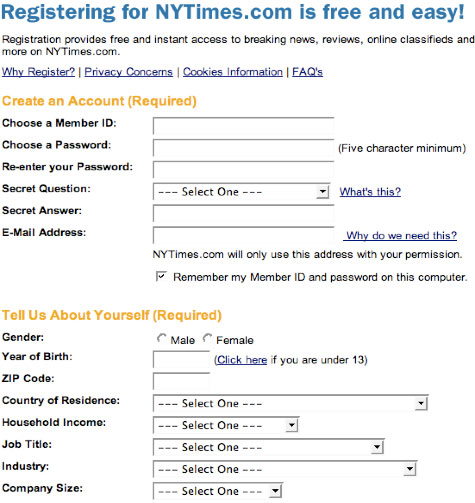 Registering for NYTimes.com is free and easy!
Registration provides free and instant access to breaking news, reviews, online classifieds and
more on NYTimes.com.
Why Register? | Privacy Concerns | Cookies Information | FAQ's
Create an Account (Required)
Choose a Member ID:
Choose a Password: (Five character minimum)
Re-enter your Password:
Secret Question: --- Select One --- What's this?
Secret Answer:
E-Mail Address: Why do we need this?
NYTimes.com will only use this address with your permission.
Remember my Member ID and password on this computer.
Tell Us About Yourself (Required)
Gender: Male Female
Year of Birth: (Click here if you are under 13)
ZIP Code:
Country of Residence: --- Select One ---
Household Income: --- Select One ---
Job Title: --- Select One ---
Industry: --- Select One ---
Company Size: --- Select One ---